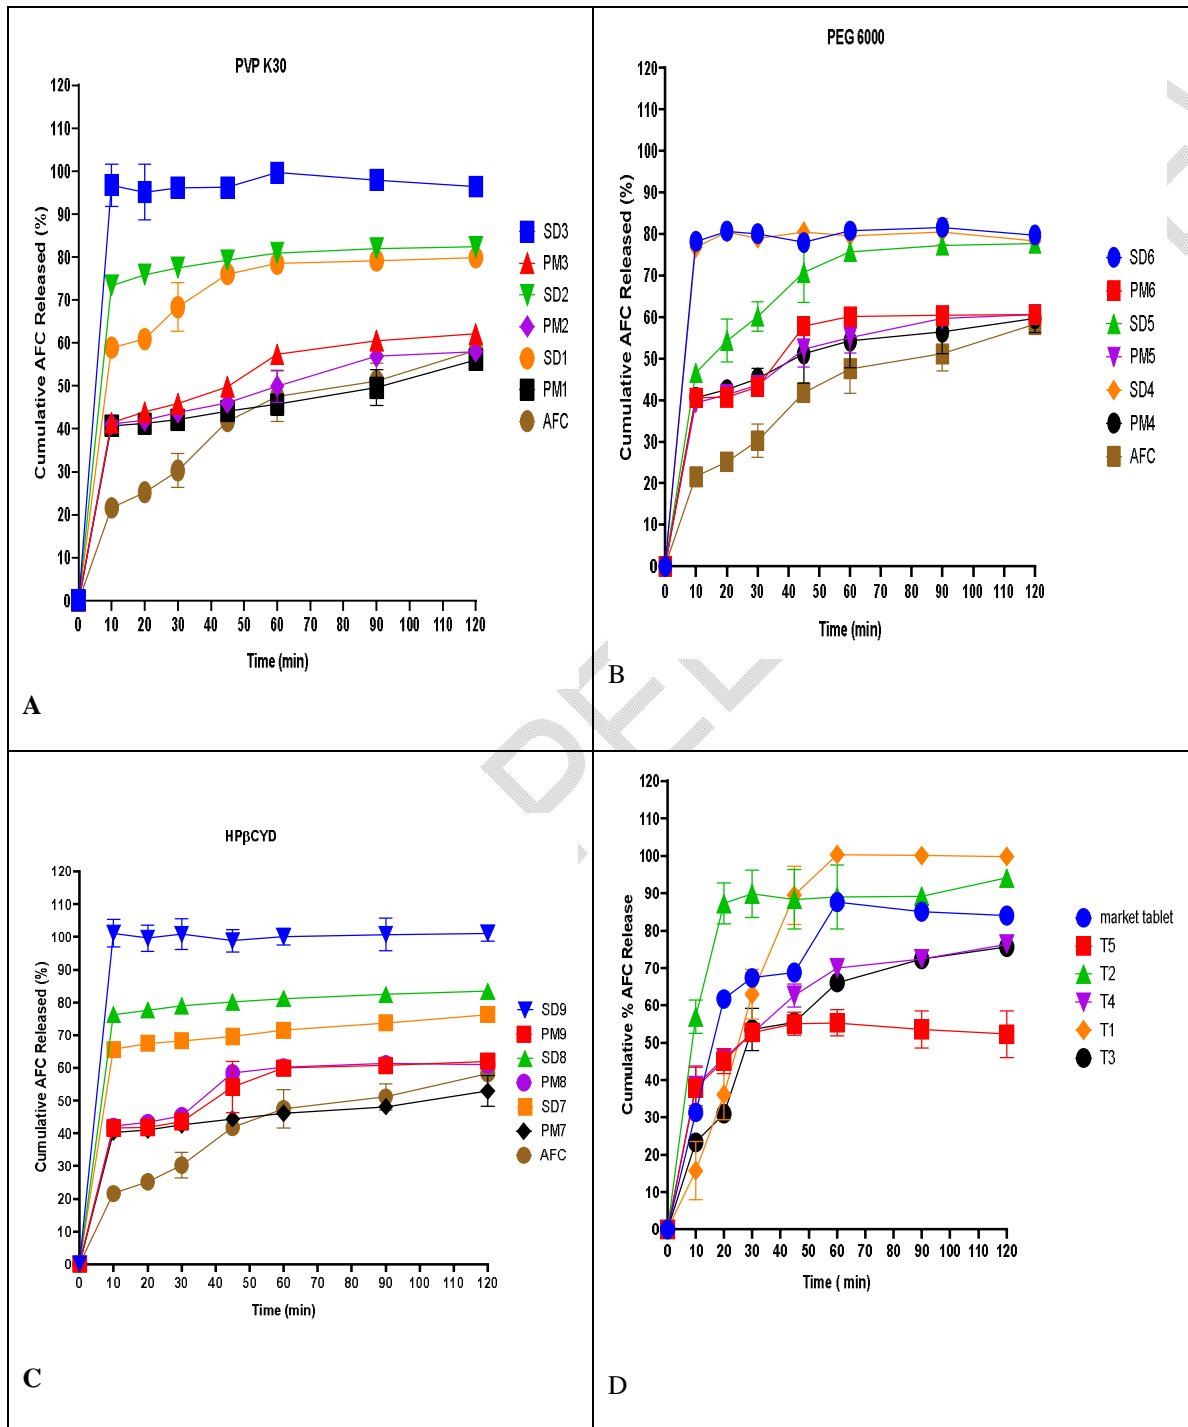 PVP K30
Cumulative AFC Released (%)
120
110
100
90
80
70
60
50
40
30
20
10
0
0 10 20 30 40 50 60 70 80 90 100 110 120
Time (min)
SD3
PM3
SD2
PM2
SD1
PM1
AFC
A
PEG 6000
Cumulative AFC Released (%)
120
110
100
90
80
70
60
50
40
30
20
10
0
0 10 20 30 40 50 60 70 80 90 100 110 120
Time (min)
SD6
PM6
SD5
PM5
SD4
PM4
AFC
B
HPβCYD
Cumulative AFC Released (%)
120
110
100
90
80
70
60
50
40
30
20
10
0
0 10 20 30 40 50 60 70 80 90 100 110 120
Time (min)
SD9
PM9
SD8
PM8
SD7
PM7
AFC
C
Cumulative % AFC Release
120
110
100
90
80
70
60
50
40
30
20
10
0
0 10 20 30 40 50 60 70 80 90 100 110 120
Time ( min)
market tablet
T5
T2
T4
T1
T3
D